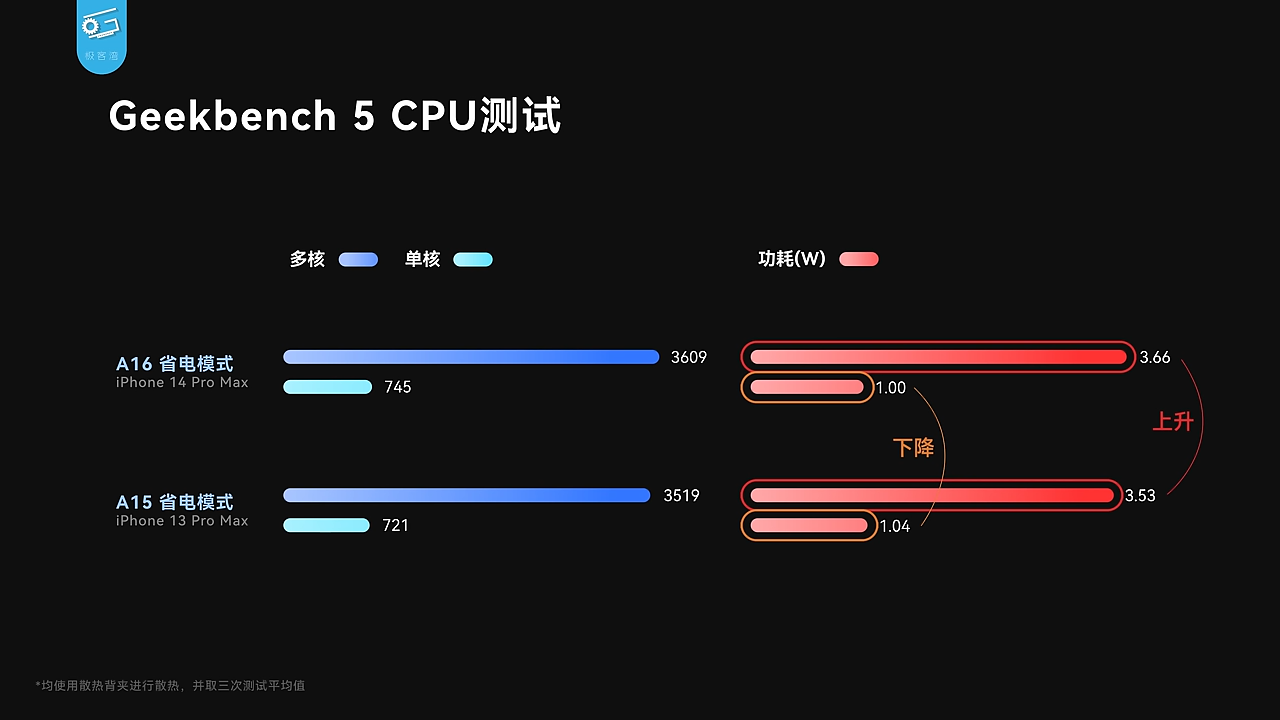 极客湾
Geekbench 5 CPU测试
多核 单核 功耗(W)
A16 省电模式
iPhone 14 Pro Max
3609
745
3.66
1.00
上升
下降
A15 省电模式
iPhone 13 Pro Max
3519
721
3.53
1.04
*均使用散热背夹进行散热，并取三次测试平均值